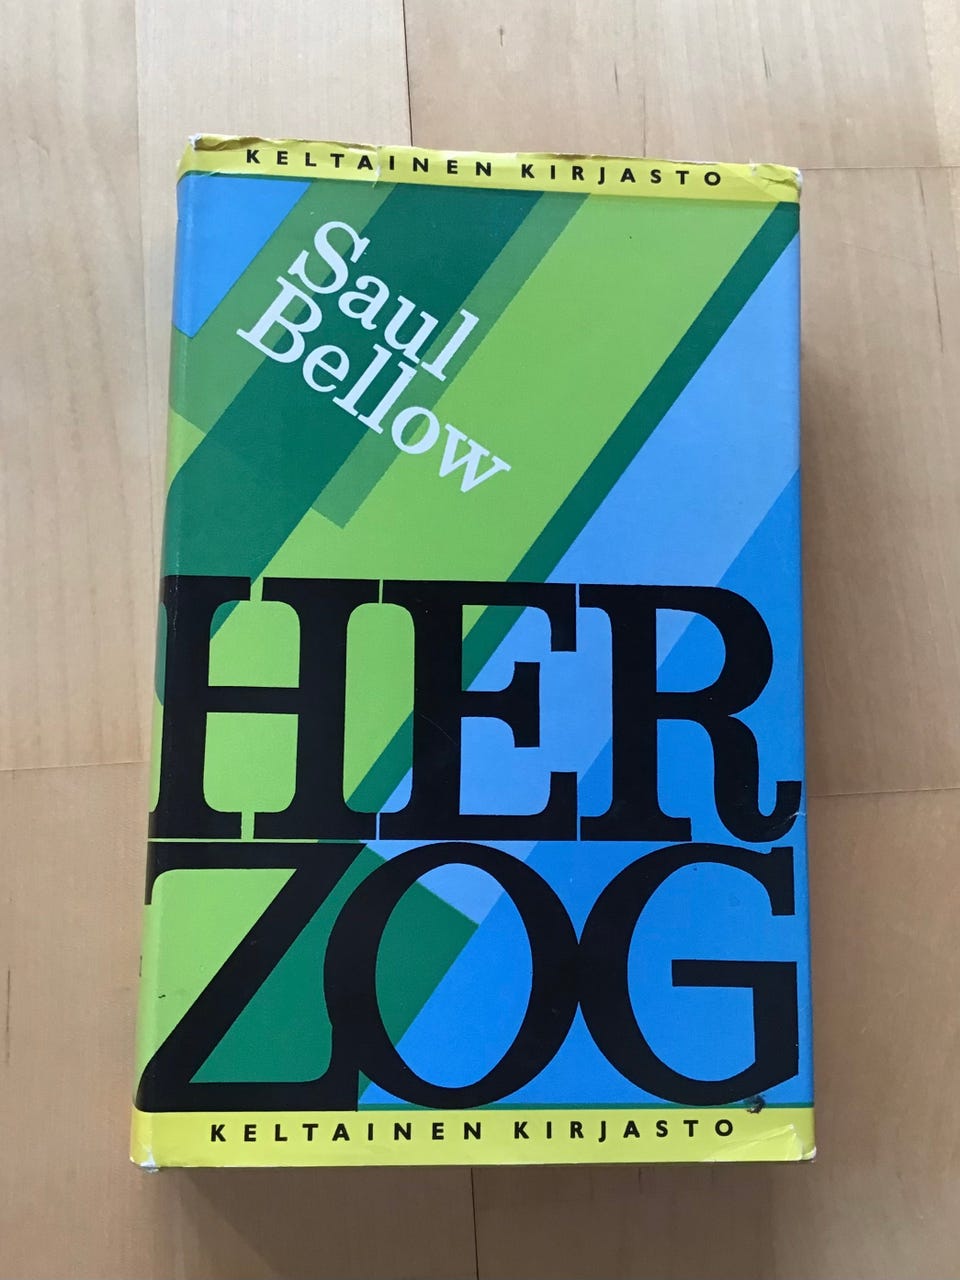 KELTAINEN KIRJASTO
Saul
Bellow
HER
ZOG
KELTAINEN KIRJASTO